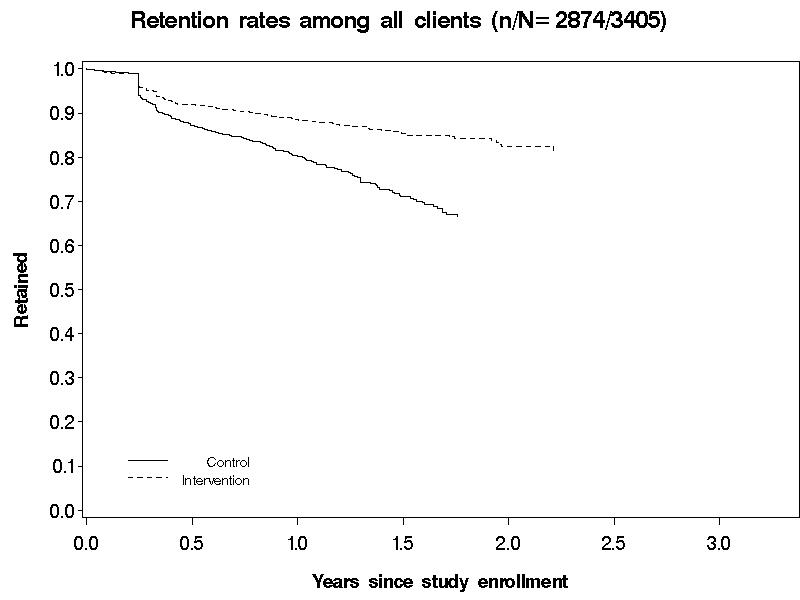 Retention rates among all clients (n/N= 2874/3405)
1.0
0.9
0.8
0.7
0.6
0.5
0.4
0.3
0.2
0.1
0.0
Retained
Control
Intervention
0.0 0.5 1.0 1.5 2.0 2.5 3.0
Years since study enrollment